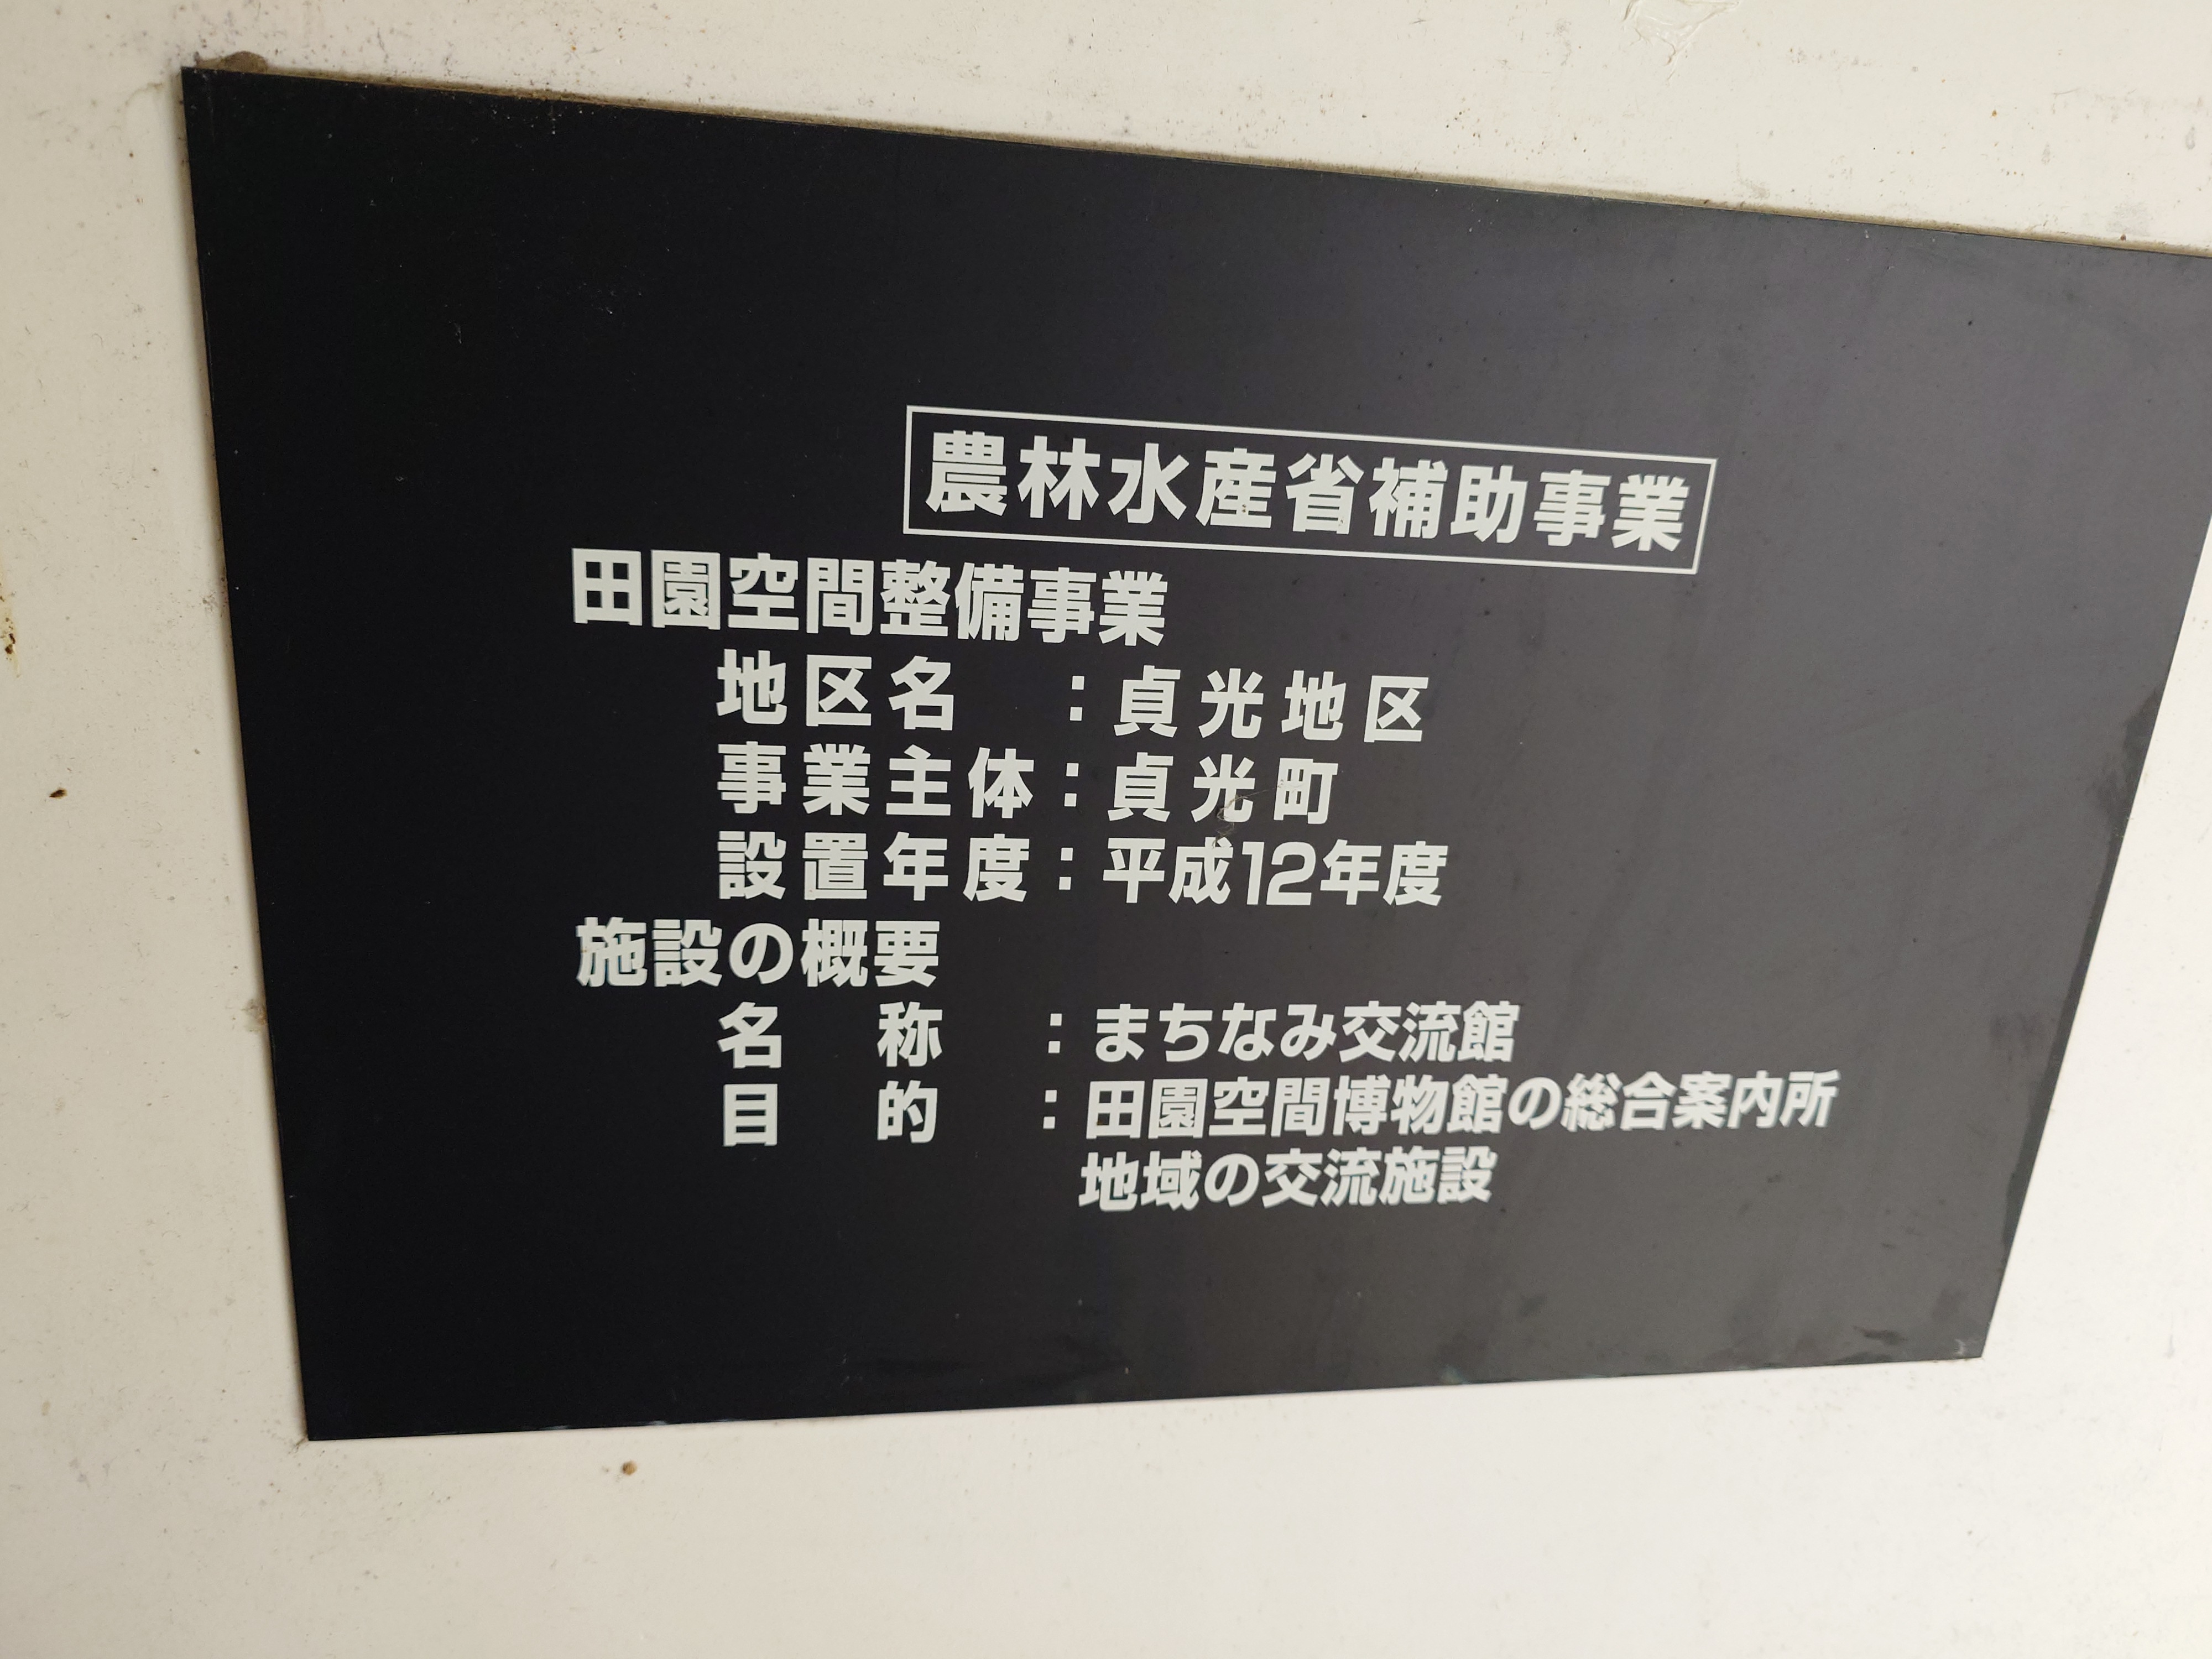 農林水産省補助事業
田園空間整備事業
地区名　：貞光地区
事業主体：貞光町
設置年度：平成12年度
施設の概要
名　称　：まちなみ交流館
目　的　：田園空間博物館の総合案内所
地域の交流施設